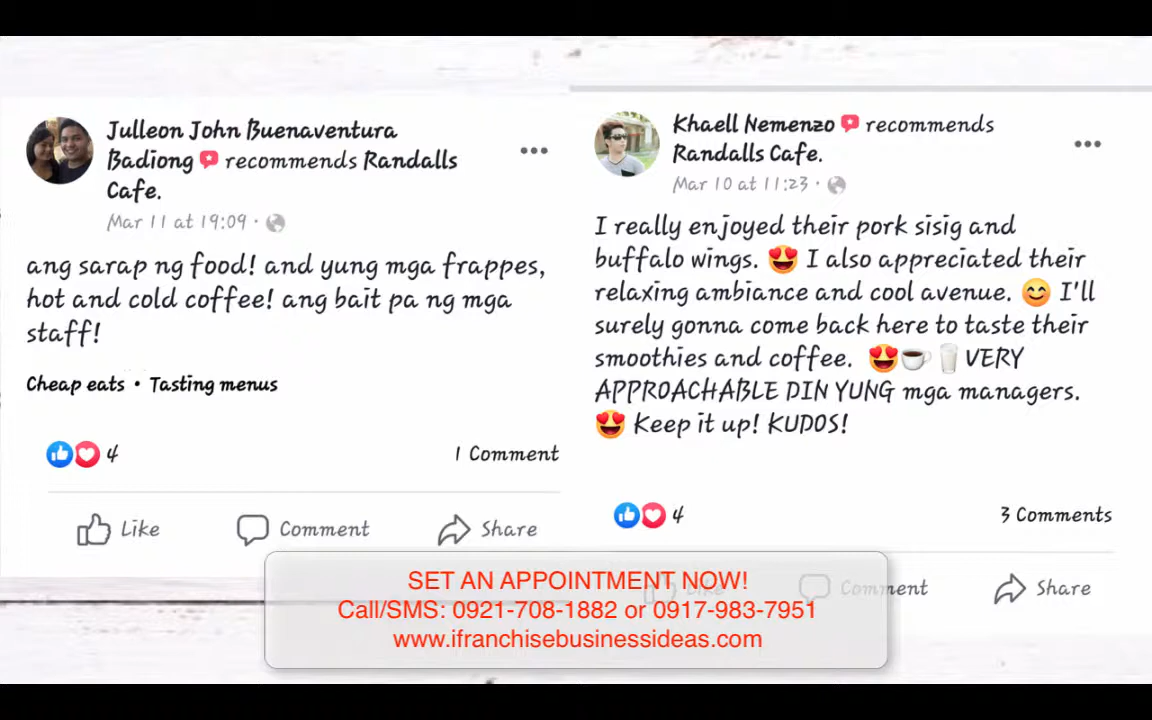 Julleon John Buenaventura
Badiong recommends Randalls
Cafe.
Mar 11 at 19:09 ·
ang sarap ng food! and yung mga frappes,
hot and cold coffee! ang bait pa ng mga
staff!
Cheap eats • Tasting menus
4
1 Comment
Like Comment Share
Khaell Nemenzo recommends
Randalls Cafe.
Mar 10 at 11:23 ·
I really enjoyed their pork sisig and
buffalo wings. 😍 I also appreciated their
relaxing ambiance and cool avenue. 😊 I'll
surely gonna come back here to taste their
smoothies and coffee. 😍☕🥛VERY
APPROACHABLE DIN YUNG mga managers.
😍 Keep it up! KUDOS!
4
3 Comments
Like Comment Share
SET AN APPOINTMENT NOW!
Call/SMS: 0921-708-1882 or 0917-983-7951
www.ifranchisebusinessideas.com